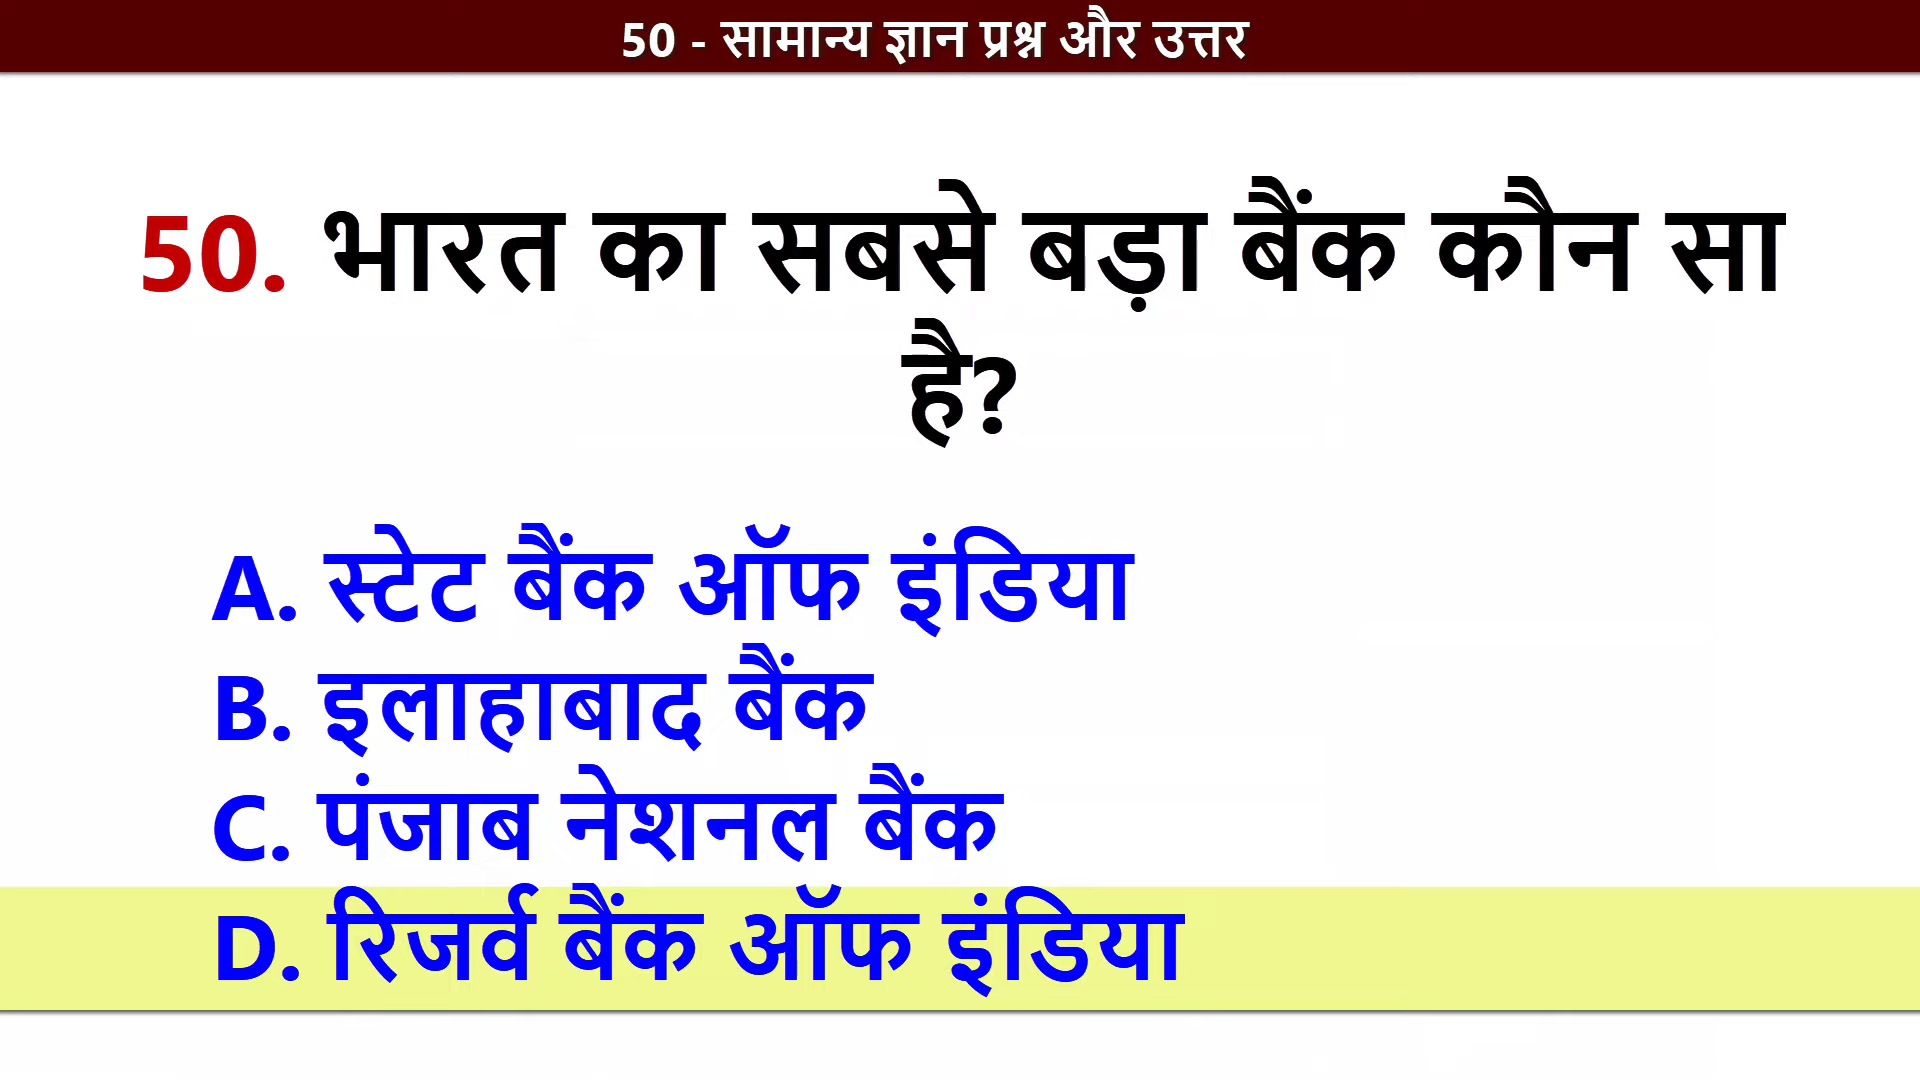 50 - सामान्य ज्ञान प्रश्न और उत्तर
50. भारत का सबसे बड़ा बैंक कौन सा
है?
A. स्टेट बैंक ऑफ इंडिया
B. इलाहाबाद बैंक
C. पंजाब नेशनल बैंक
D. रिजर्व बैंक ऑफ इंडिया